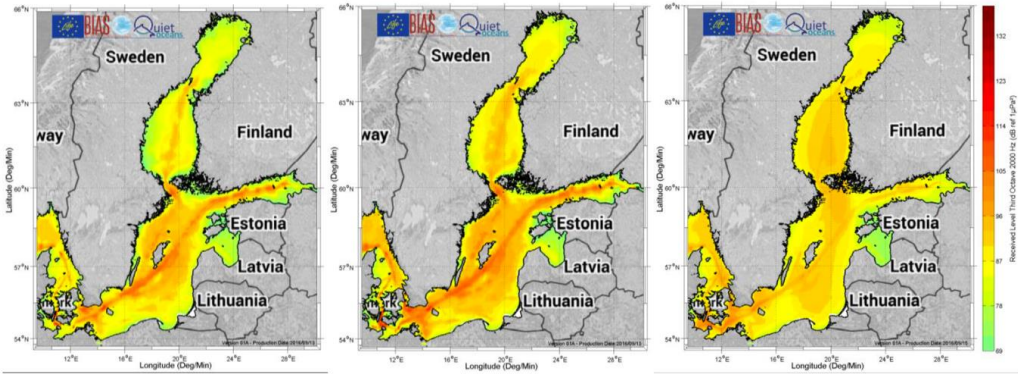 BIAS
Quiet
oceans
Sweden
Finland
way
Estonia
Latvia
Lithuania
rk
66°N
63°N
60°N
57°N
54°N
12°E
16°E
20°E
24°E
28°E
Latitude (Deg/Min)
Longitude (Deg/Min)
BIAS
Quiet
oceans
Sweden
Finland
way
Estonia
Latvia
Lithuania
rk
66°N
63°N
60°N
57°N
54°N
12°E
16°E
20°E
24°E
28°E
Latitude (Deg/Min)
Longitude (Deg/Min)
BIAS
Quiet
oceans
Sweden
Finland
way
Estonia
Latvia
Lithuania
rk
66°N
63°N
60°N
57°N
54°N
12°E
16°E
20°E
24°E
28°E
Latitude (Deg/Min)
Longitude (Deg/Min)
132
123
114
105
96
87
78
69
Received Level Third Octave 2000 Hz (dB ref 1µPa²)